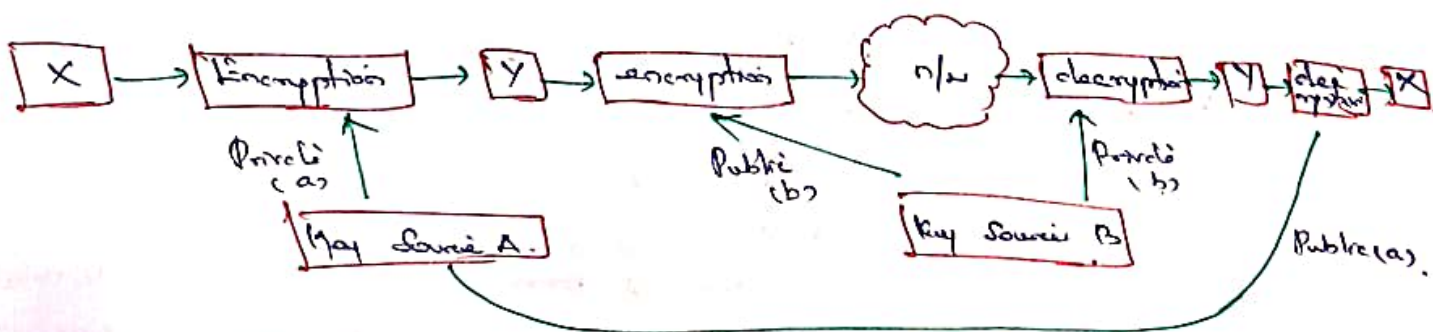 X Encryption Y encryption n/w decryption Y decryption X
Private (a)
Public (b)
Private (b)
Key Source A.
Key Source B
Public (a).